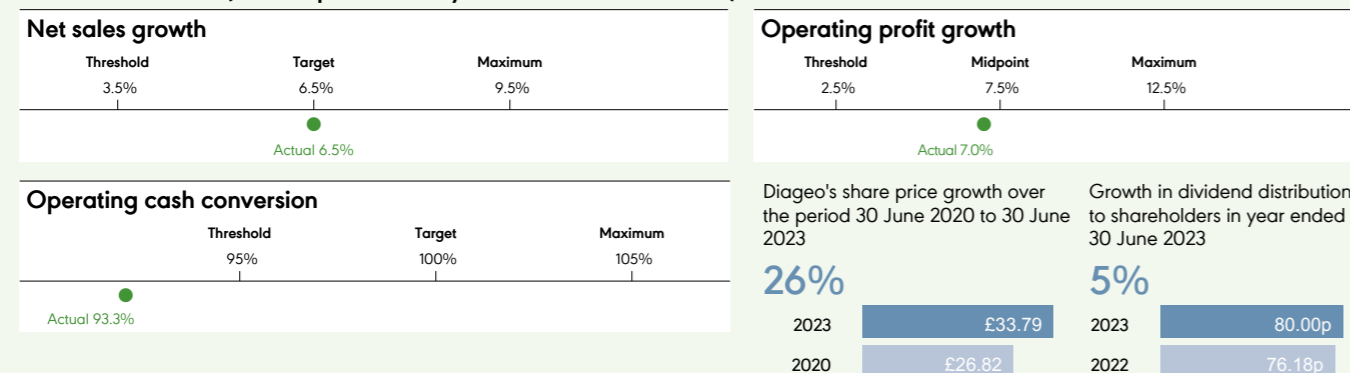 Net sales growth
Threshold Target Maximum
3.5% 6.5% 9.5%
Actual 6.5%
Operating profit growth
Threshold Midpoint Maximum
2.5% 7.5% 12.5%
Actual 7.0%
Operating cash conversion
Threshold Target Maximum
95% 100% 105%
Actual 93.3%
Diageo's share price growth over
the period 30 June 2020 to 30 June
2023
26%
2023 £33.79
2020 £26.82
Growth in dividend distribution
to shareholders in year ended
30 June 2023
5%
2023 80.00p
2022 76.18p